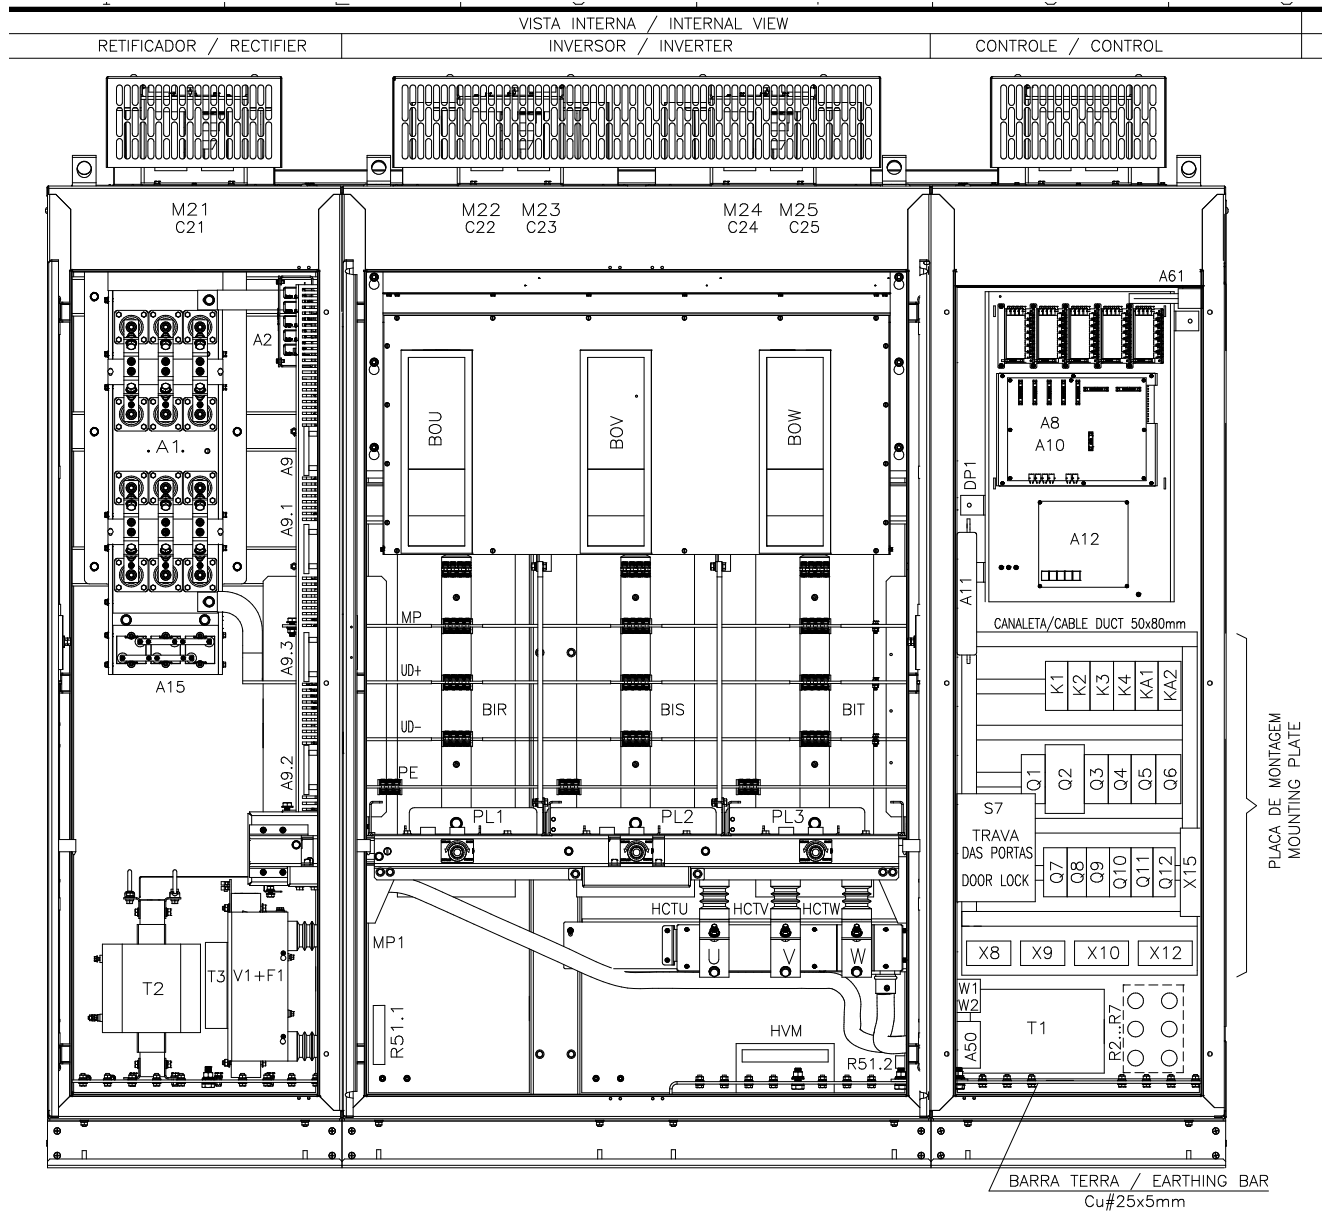 VISTA INTERNA / INTERNAL VIEW
RETIFICADOR / RECTIFIER
INVERSOR / INVERTER
CONTROLE / CONTROL
M21
C21
M22
C22
M23
C23
M24
C24
M25
C25
A61
A2
A1
A9
A9.1
A9.3
A9.2
A15
BOU
BOV
BOW
A8
A10
DP1
A12
A11
CANALETA/CABLE DUCT 50x80mm
MP
UD+
UD-
PE
BIR
BIS
BIT
PL1
PL2
PL3
K1
K2
K3
K4
KA1
KA2
Q1
Q2
Q3
Q4
Q5
Q6
S7
TRAVA
DAS PORTAS
DOOR LOCK
Q7
Q8
Q9
Q10
Q11
Q12
X15
PLACA DE MONTAGEM
MOUNTING PLATE
HCTU
HCTV
HCTW
U
V
W
MP1
T2
T3
V1+F1
R51.1
HVM
R51.2
X8
X9
X10
X12
W1
W2
A50
T1
R2...R7
BARRA TERRA / EARTHING BAR
Cu#25x5mm